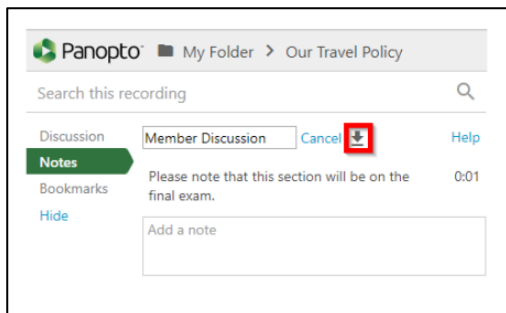 Panopto My Folder > Our Travel Policy
Search this recording
Discussion
Member Discussion Cancel Help
Notes
Please note that this section will be on the 0:01
final exam.
Bookmarks
Hide
Add a note